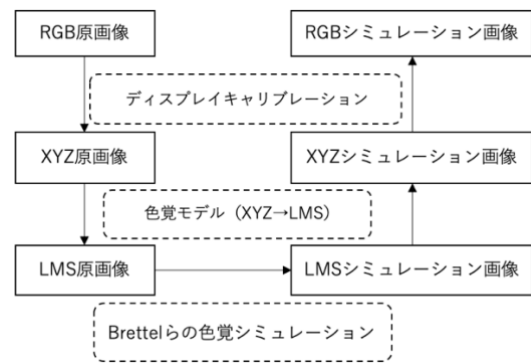 RGB原画像
RGBシミュレーション画像
ディスプレイキャリブレーション
XYZ原画像
XYZシミュレーション画像
色覚モデル（XYZ→LMS）
LMS原画像
LMSシミュレーション画像
Brettelらの色覚シミュレーション